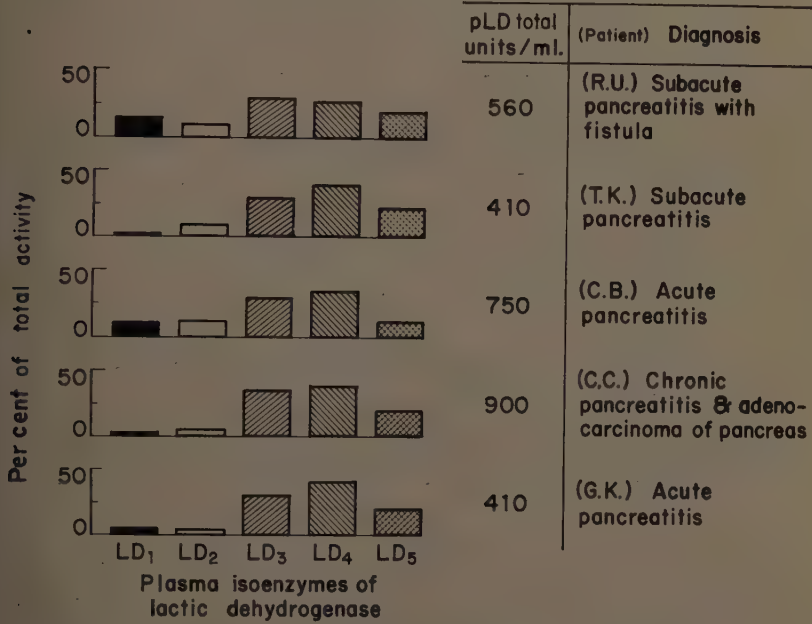 pLD total
units/ml.
(Patient) Diagnosis
50
0
560
(R.U.) Subacute
pancreatitis with
fistula
50
0
410
(T.K.) Subacute
pancreatitis
Per cent of total activity
50
0
750
(C.B.) Acute
pancreatitis
50
0
900
(C.C.) Chronic
pancreatitis & adeno-
carcinoma of pancreas
50
0
410
(G.K.) Acute
pancreatitis
LD1 LD2 LD3 LD4 LD5
Plasma isoenzymes of
lactic dehydrogenase